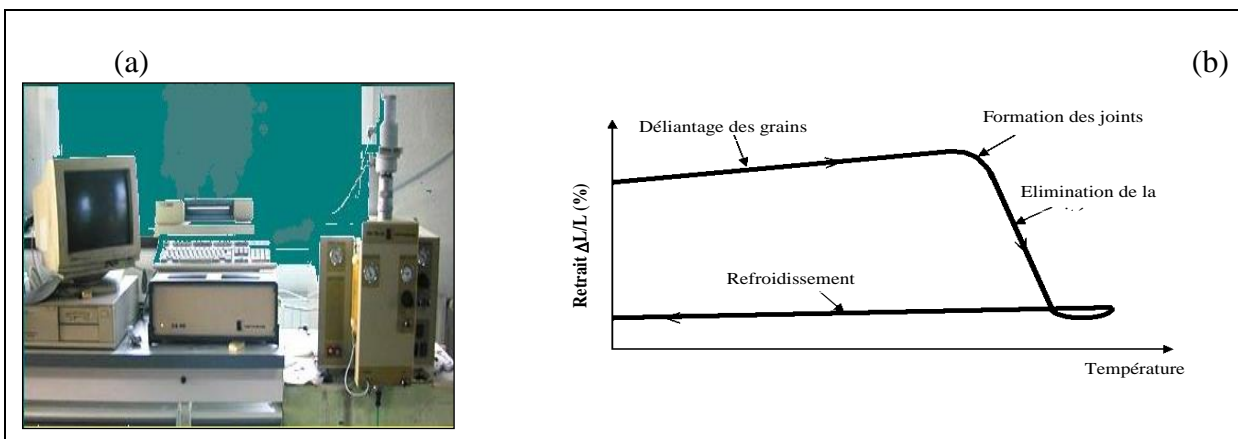 (a)
(b)
Formation des joints
Déliantage des grains
Elimination de la
Retrait ΔL/L (%)
Refroidissement
Température